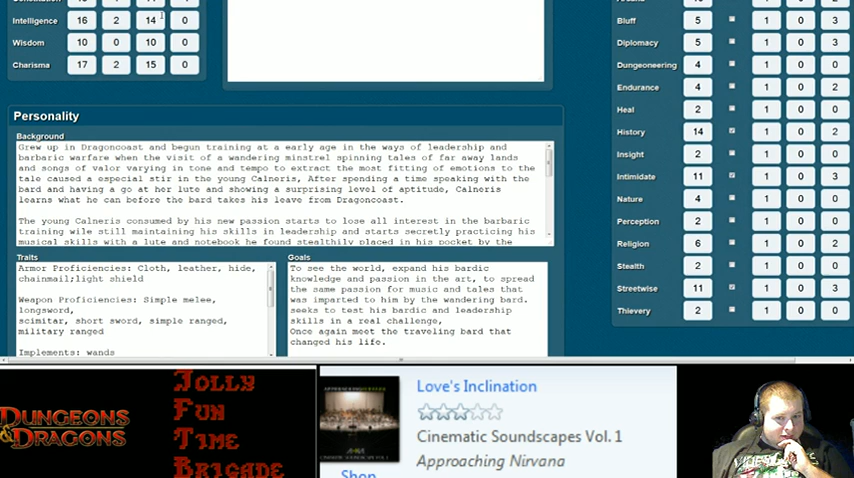 Intelligence 16 2 14 0
Wisdom 10 0 10 0
Charisma 17 2 15 0
Bluff 5 1 0 3
Diplomacy 5 1 0 3
Dungeoneering 4 1 0 0
Endurance 4 1 0 2
Heal 2 1 0 0
History 14 1 0 2
Insight 2 1 0 0
Intimidate 11 1 0 3
Nature 4 1 0 0
Perception 2 1 0 0
Religion 6 1 0 2
Stealth 2 1 0 0
Streetwise 11 1 0 3
Thievery 2 1 0 0
Personality
Background
Grew up in Dragoncoast and begun training at a early age in the ways of leadership and
barbaric warfare when the visit of a wandering minstrel spinning tales of far away lands
and songs of valor varying in tone and tempo to extract the most fitting of emotions to the
tale caused a especial stir in the young Calneris, After spending a time speaking with the
bard and having a go at her lute and showing a surprising level of aptitude, Calneris
learns what he can before the bard takes his leave from Dragoncoast.
The young Calneris consumed by his new passion starts to lose all interest in the barbaric
training wile still maintaining his skills in leadership and starts secretly practicing his
musical skills with a lute and notebook he found stealthily placed in his pocket by the
Traits
Armor Proficiencies: Cloth, leather, hide,
chainmail;light shield
Weapon Proficiencies: Simple melee,
longsword,
scimitar, short sword, simple ranged,
military ranged
Implements: wands
Goals
To see the world, expand his bardic
knowledge and passion in the art, to spread
the same passion for music and tales that
was imparted to him by the wandering bard.
seeks to test his bardic and leadership
skills in a real challenge,
Once again meet the traveling bard that
changed his life.
DUNGEONS
& DRAGONS
JOLLY
FUN
TIME
BRIGADE
Love's Inclination
Cinematic Soundscapes Vol. 1
Approaching Nirvana
Shop